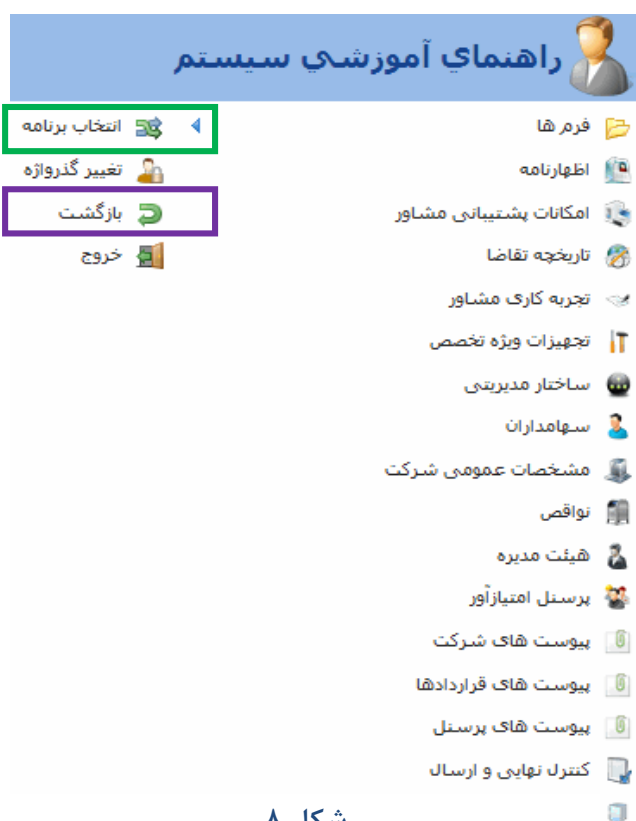 راهنماي آموزشي سيستم
فرم ها
اظهارنامه
امکانات پشتیبانی مشاور
تاریخچه تقاضا
تجربه کاری مشاور
تجهیزات ویژه تخصص
ساختار مدیریتی
سهامداران
مشخصات عمومی شرکت
نواقص
هیئت مدیره
پرسنل امتیازآور
پیوست های شرکت
پیوست های قراردادها
پیوست های پرسنل
کنترل نهایی و ارسال
انتخاب برنامه
تغییر گذرواژه
بازگشت
خروج
شکل ۸